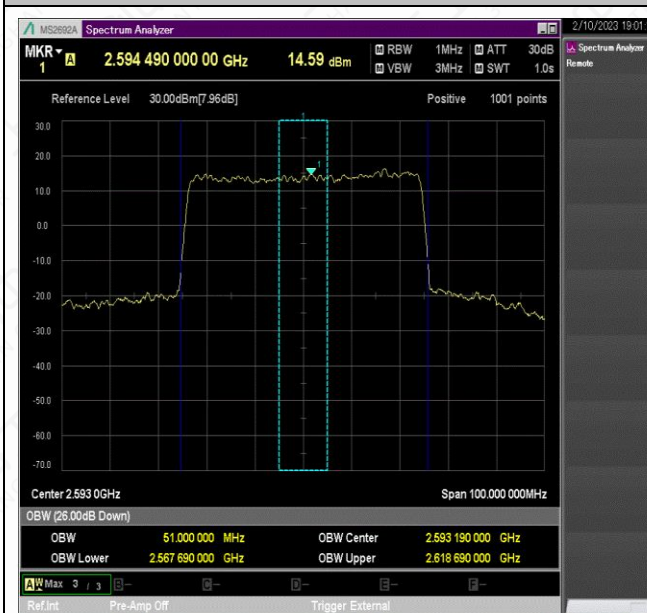 MS2692A Spectrum Analyzer
2/10/2023 19:01
MKR 1 A 2.594 490 000 00 GHz 14.59 dBm
RBW 1MHz ATT 30dB
VBW 3MHz SWT 1.0s
Spectrum Analyzer
Remote
Reference Level 30.00dBm[7.96dB] Positive 1001 points
1
30.0
20.0
1
10.0
0.0
-10.0
-20.0
-30.0
-40.0
-50.0
-60.0
-70.0
Center 2.593 0GHz Span 100.000 000MHz
OBW (26.00dB Down)
OBW 51.000 000 MHz OBW Center 2.593 190 000 GHz
OBW Lower 2.567 690 000 GHz OBW Upper 2.618 690 000 GHz
A W Max 3 / 3 B- C- D- E- F-
Ref.Int Pre-Amp Off Trigger External